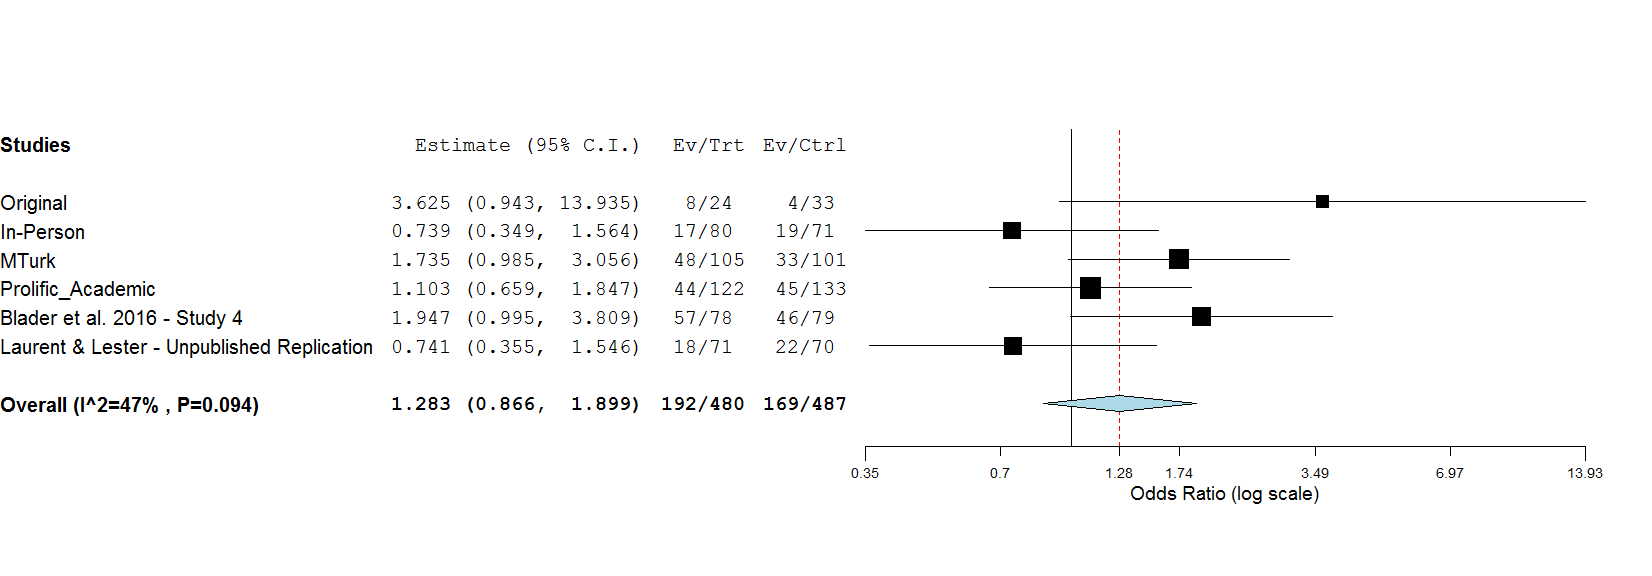 Studies Estimate (95% C.I.) Ev/Trt Ev/Ctrl
Original 3.625 (0.943, 13.935) 8/24 4/33
In-Person 0.739 (0.349, 1.564) 17/80 19/71
MTurk 1.735 (0.985, 3.056) 48/105 33/101
Prolific_Academic 1.103 (0.659, 1.847) 44/122 45/133
Blader et al. 2016 - Study 4 1.947 (0.995, 3.809) 57/78 46/79
Laurent & Lester - Unpublished Replication 0.741 (0.355, 1.546) 18/71 22/70
Overall (I^2=47% , P=0.094) 1.283 (0.866, 1.899) 192/480 169/487
0.35 0.7 1.28 1.74 3.49 6.97 13.93
Odds Ratio (log scale)